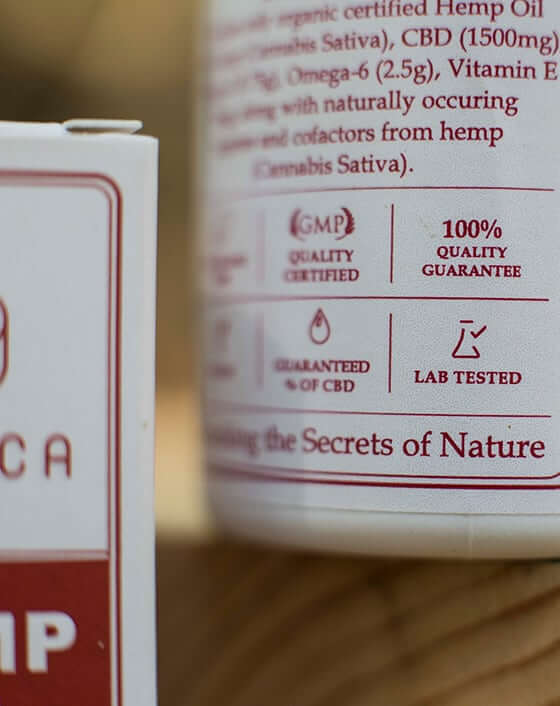 organic certified Hemp Oil
Sativa), CBD (1500mg)
Omega-6 (2.5g), Vitamin E
with naturally occuring
and cofactors from hemp
(Cannabis Sativa).
GMP
QUALITY
CERTIFIED
100%
QUALITY
GUARANTEE
GUARANTEED
% OF CBD
LAB TESTED
the Secrets of Nature
CA
MP